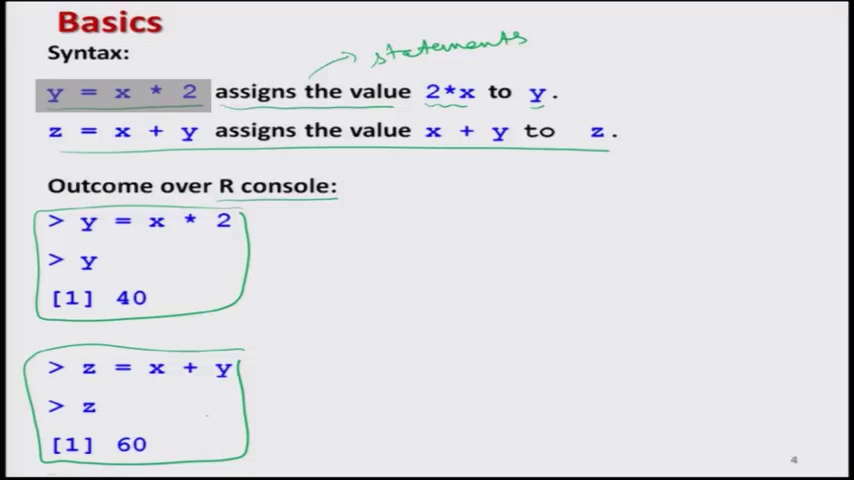 Basics
Syntax:
statements
y = x * 2 assigns the value 2*x to y.
z = x + y assigns the value x + y to z.
Outcome over R console:
> y = x * 2
> y
[1] 40
> z = x + y
> z
[1] 60
4